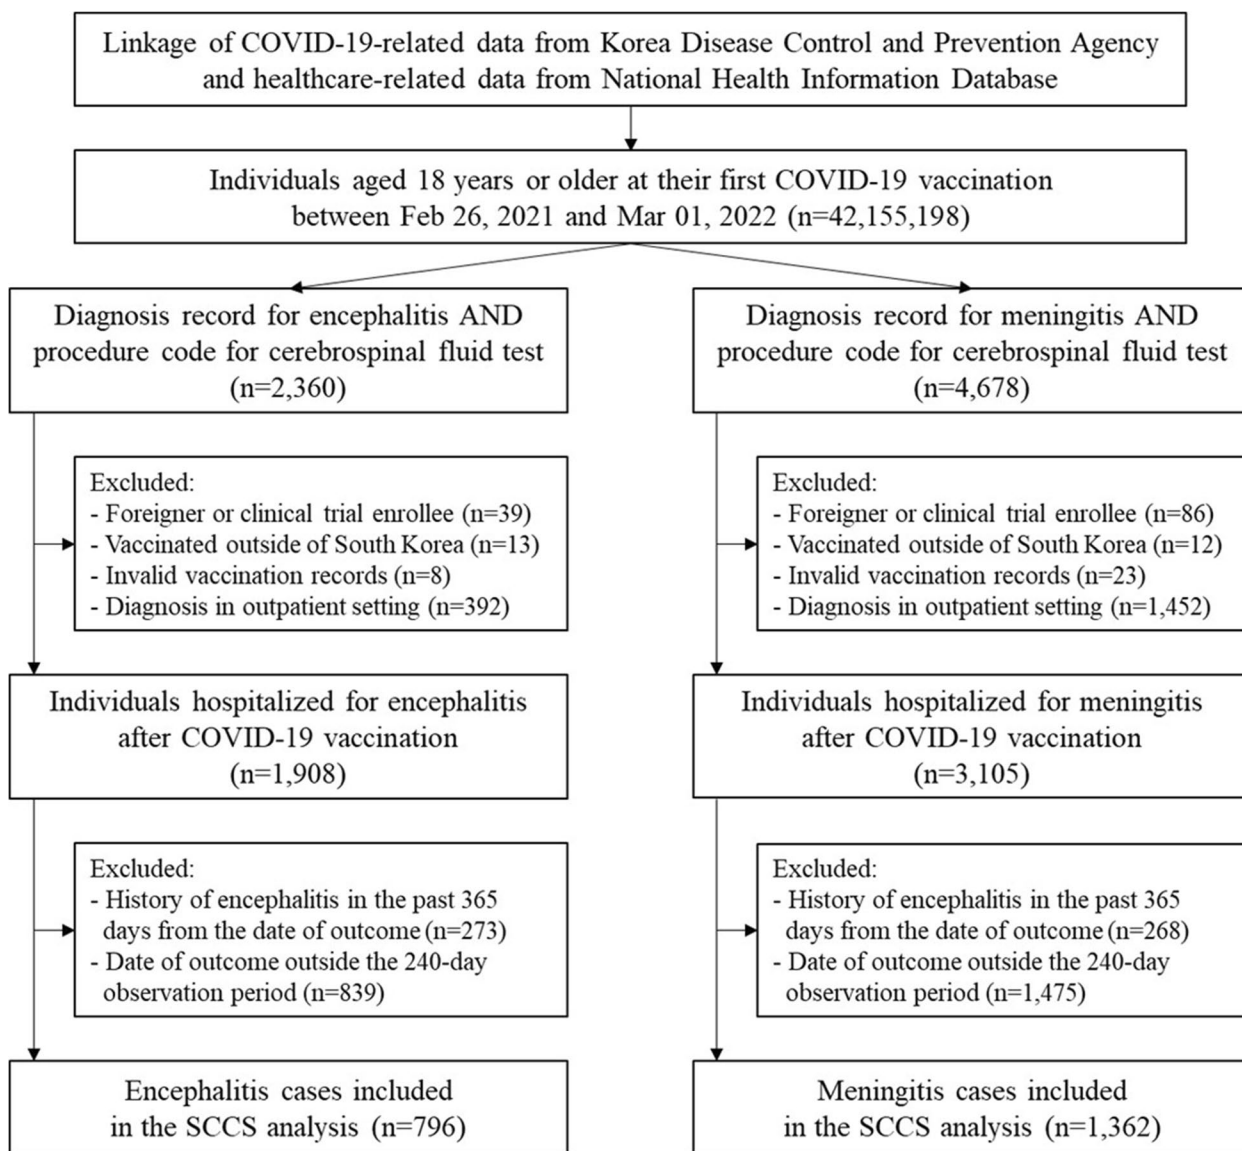 Linkage of COVID-19-related data from Korea Disease Control and Prevention Agency
and healthcare-related data from National Health Information Database
Individuals aged 18 years or older at their first COVID-19 vaccination
between Feb 26, 2021 and Mar 01, 2022 (n=42,155,198)
Diagnosis record for encephalitis AND
procedure code for cerebrospinal fluid test
(n=2,360)
Excluded:
- Foreigner or clinical trial enrollee (n=39)
- Vaccinated outside of South Korea (n=13)
- Invalid vaccination records (n=8)
- Diagnosis in outpatient setting (n=392)
Individuals hospitalized for encephalitis
after COVID-19 vaccination
(n=1,908)
Excluded:
- History of encephalitis in the past 365
days from the date of outcome (n=273)
- Date of outcome outside the 240-day
observation period (n=839)
Encephalitis cases included
in the SCCS analysis (n=796)
Diagnosis record for meningitis AND
procedure code for cerebrospinal fluid test
(n=4,678)
Excluded:
- Foreigner or clinical trial enrollee (n=86)
- Vaccinated outside of South Korea (n=12)
- Invalid vaccination records (n=23)
- Diagnosis in outpatient setting (n=1,452)
Individuals hospitalized for meningitis
after COVID-19 vaccination
(n=3,105)
Excluded:
- History of encephalitis in the past 365
days from the date of outcome (n=268)
- Date of outcome outside the 240-day
observation period (n=1,475)
Meningitis cases included
in the SCCS analysis (n=1,362)